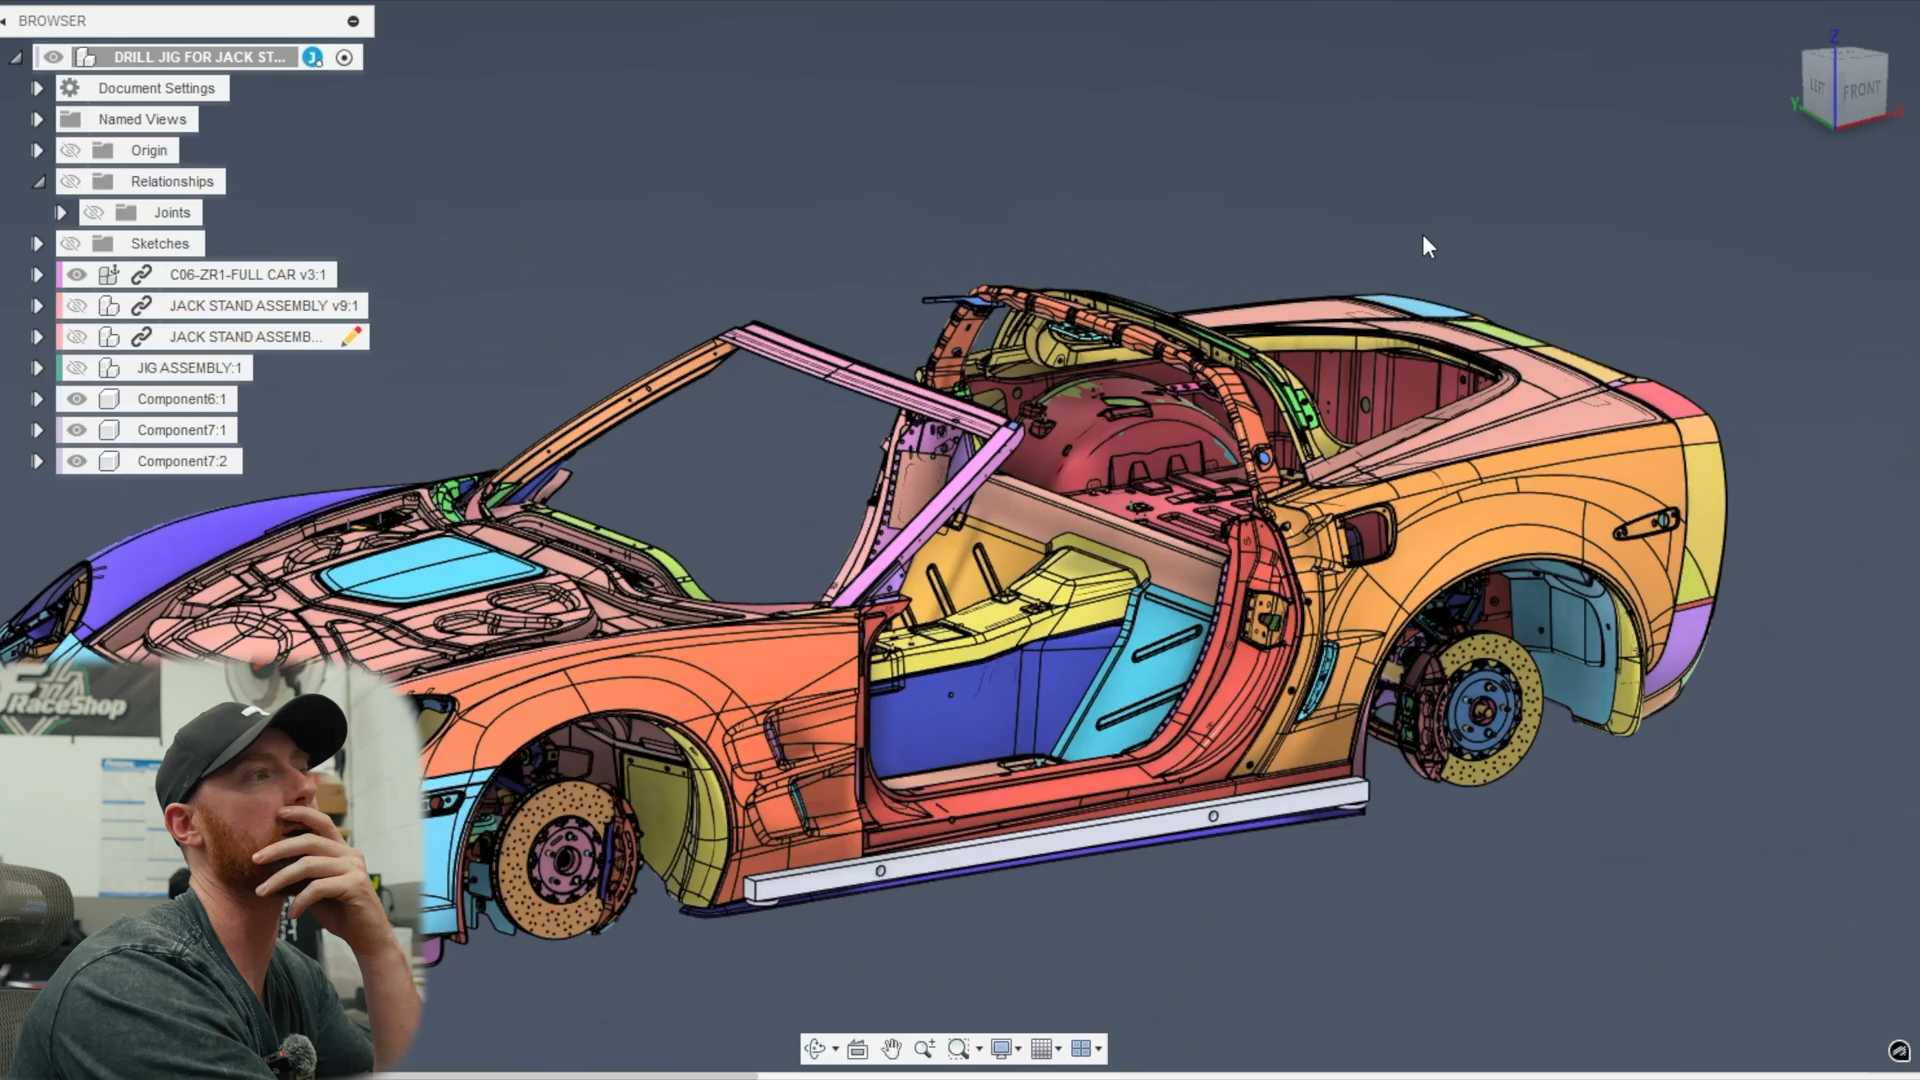 BROWSER
DRILL JIG FOR JACK ST...
Document Settings
Named Views
Origin
Relationships
Joints
Sketches
C06-ZR1-FULL CAR v3:1
JACK STAND ASSEMBLY v9:1
JACK STAND ASSEMB...
JIG ASSEMBLY:1
Component6:1
Component7:1
Component7:2
Z
LEFT
FRONT
Y
X
RaceShop